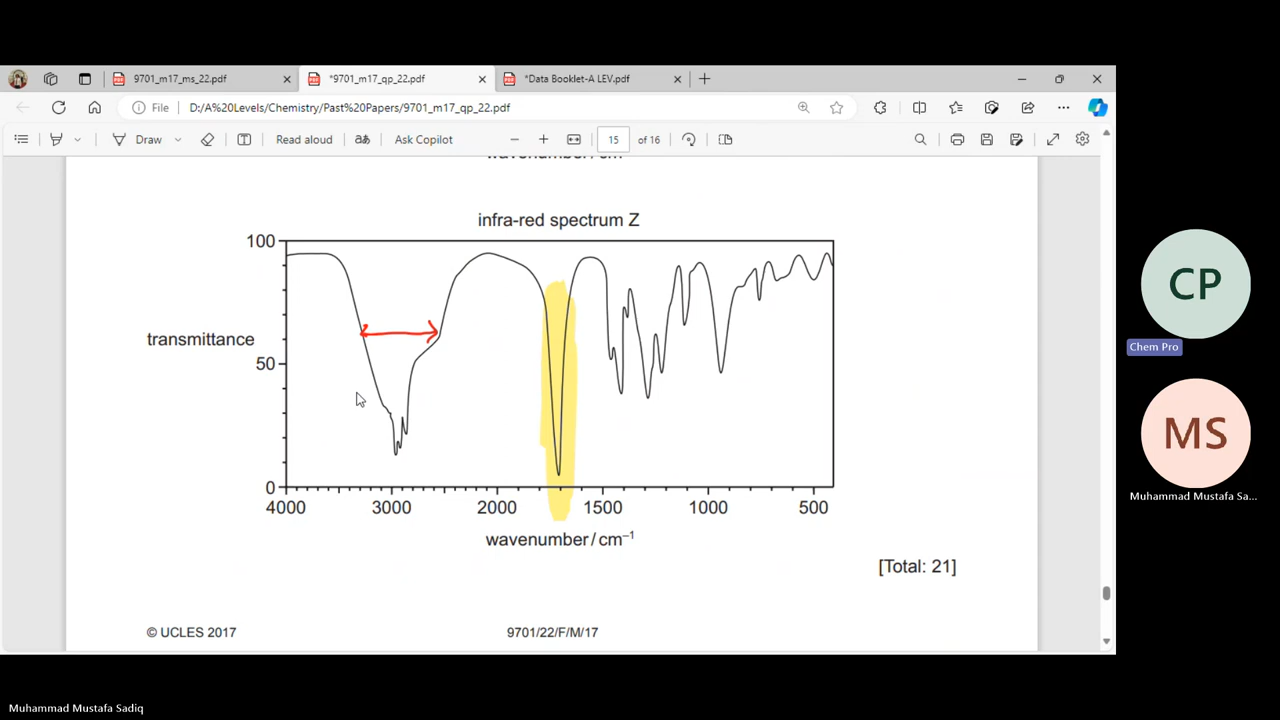 9701_m17_ms_22.pdf
*9701_m17_qp_22.pdf
*Data Booklet-A LEV.pdf
File
D:/A%20Levels/Chemistry/Past%20Papers/9701_m17_qp_22.pdf
Draw
Read aloud
Ask Copilot
15
of 16
infra-red spectrum Z
100
transmittance
50
0
4000
3000
2000
1500
1000
500
wavenumber / cm⁻¹
[Total: 21]
© UCLES 2017
9701/22/F/M/17
CP
Chem Pro
MS
Muhammad Mustafa Sa...
Muhammad Mustafa Sadiq